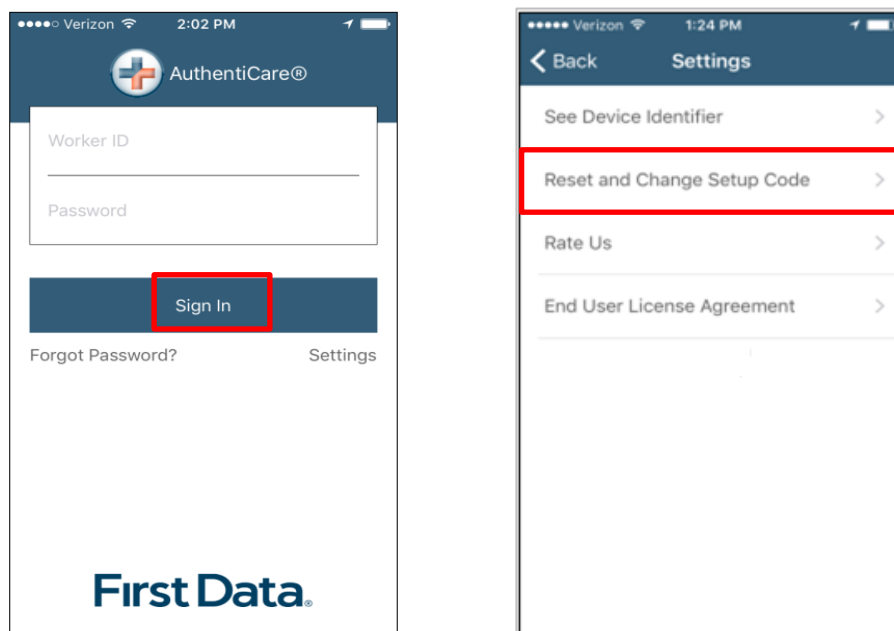 Verizon 2:02 PM
AuthentiCare®
Worker ID
Password
Sign In
Forgot Password? Settings
First Data.
Verizon 1:24 PM
Back Settings
See Device Identifier
Reset and Change Setup Code
Rate Us
End User License Agreement